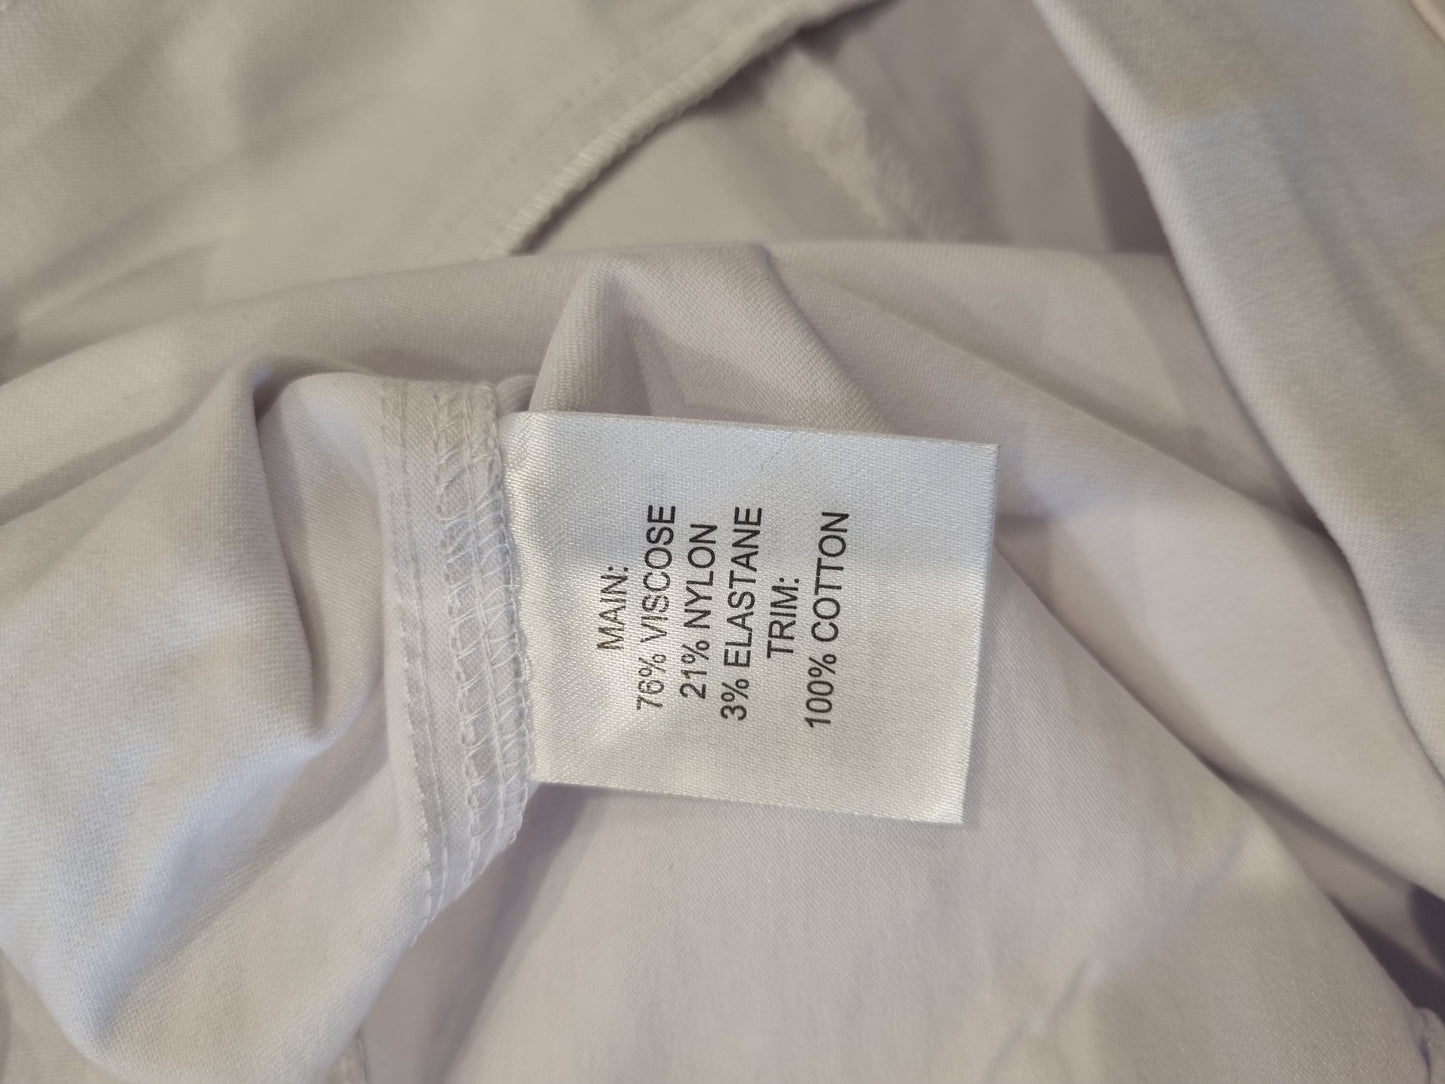 MAIN:
76% VISCOSE
21% NYLON
3% ELASTANE
TRIM:
100% COTTON